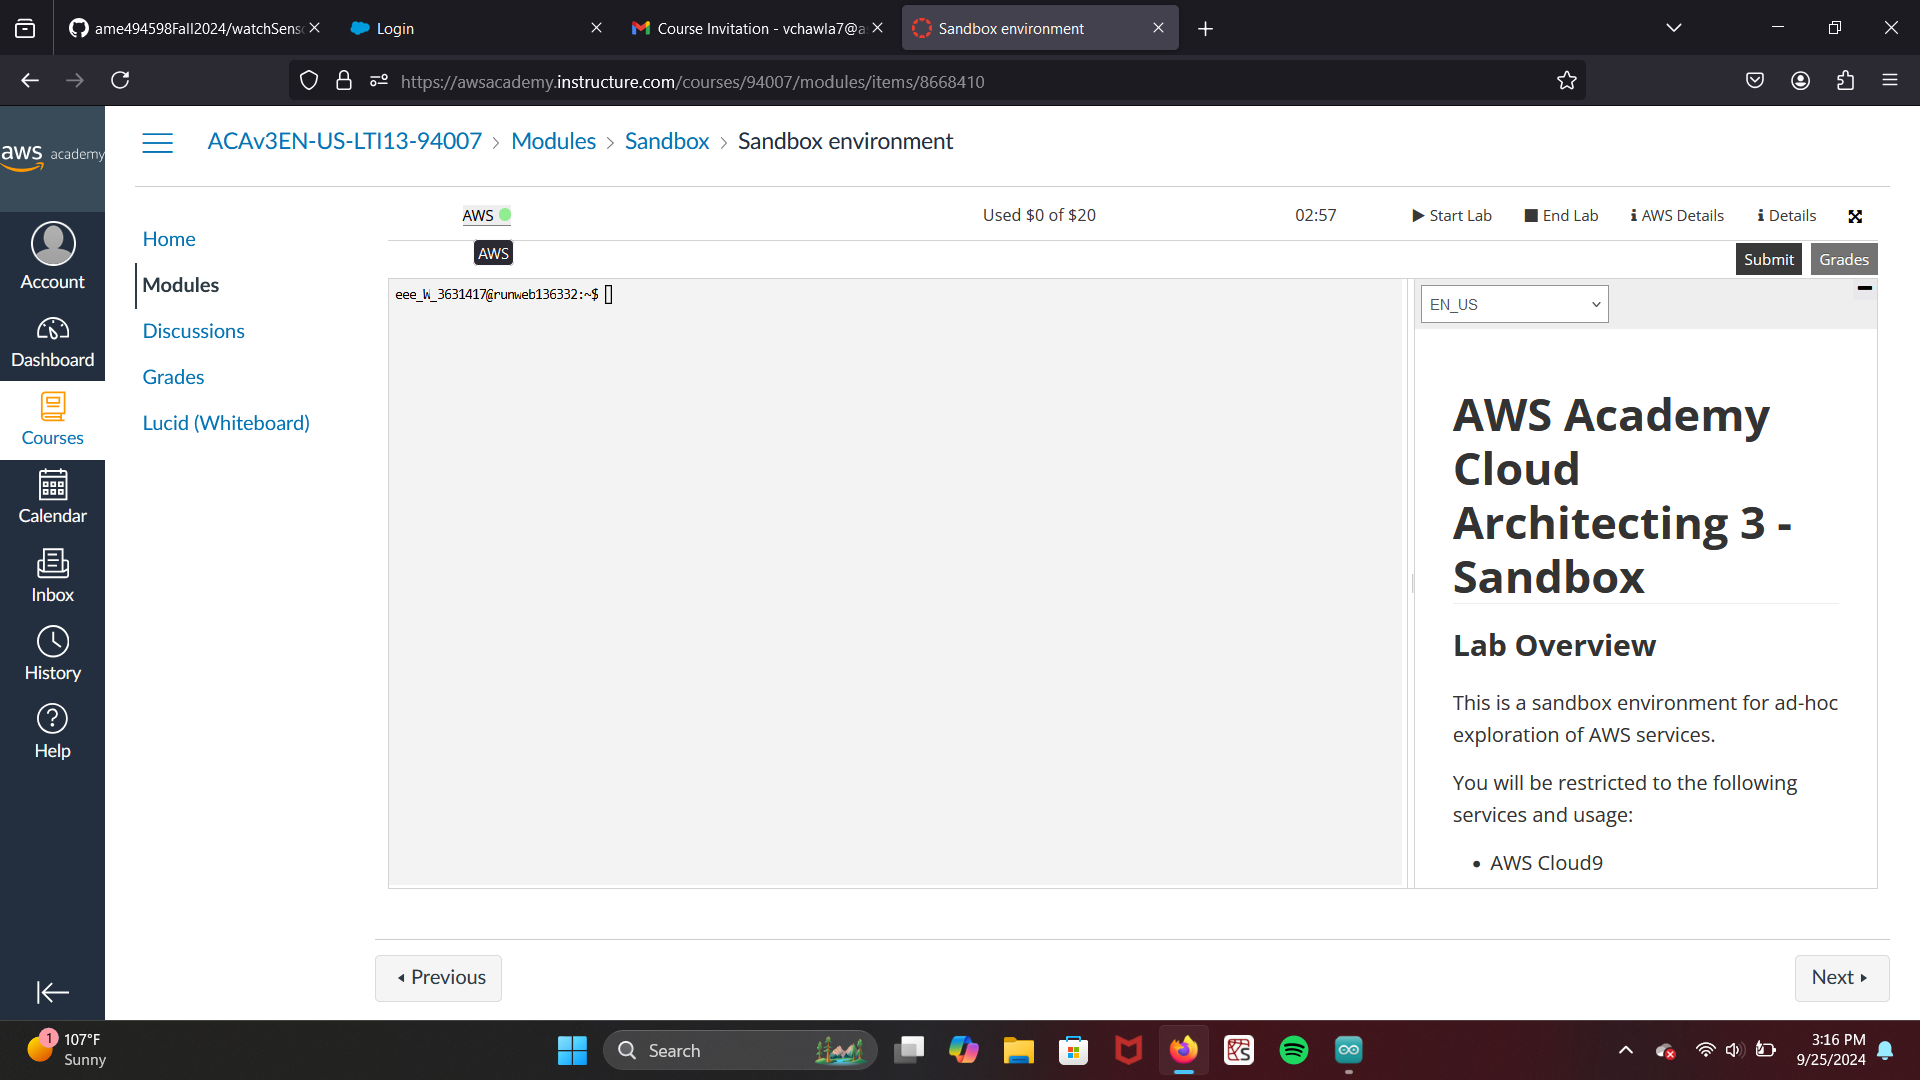 ame494598Fall2024/watchSens
Login
Course Invitation - vchawla7@a
Sandbox environment
https://awsacademy.instructure.com/courses/94007/modules/items/8668410
aws academy
ACAv3EN-US-LTI13-94007 > Modules > Sandbox > Sandbox environment
AWS
Used $0 of $20
02:57
Start Lab
End Lab
AWS Details
Details
AWS
Submit
Grades
Account
Dashboard
Courses
Calendar
Inbox
History
Help
Home
Modules
Discussions
Grades
Lucid (Whiteboard)
eee_W_3631417@runweb136332:~$
EN_US
AWS Academy
Cloud
Architecting 3 -
Sandbox
Lab Overview
This is a sandbox environment for ad-hoc
exploration of AWS services.
You will be restricted to the following
services and usage:
• AWS Cloud9
Previous
Next
1
107°F
Sunny
Search
3:16 PM
9/25/2024